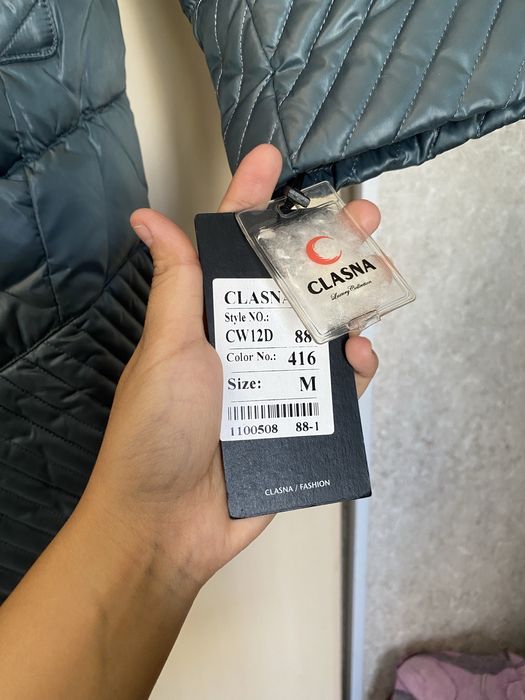 CLASNA
Luxury Collection
CLASNA
Style NO.:
CW12D 88
Color No.: 416
Size: M
1100508 88-1
CLASNA / FASHION